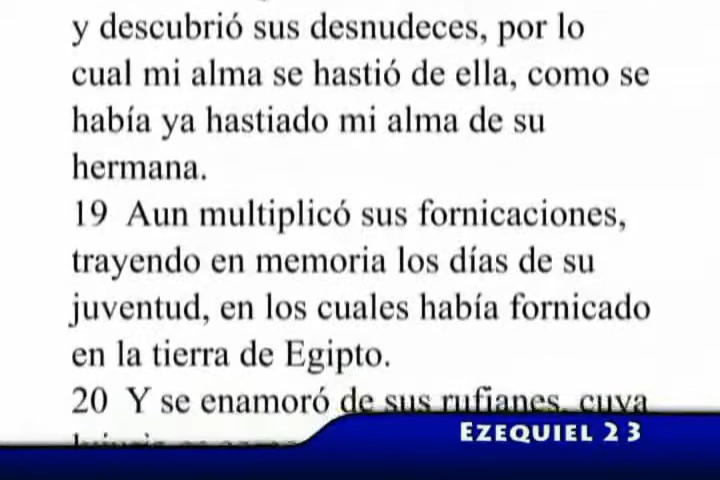 y descubrió sus desnudeces, por lo
cual mi alma se hastió de ella, como se
había ya hastiado mi alma de su
hermana.
19 Aun multiplicó sus fornicaciones,
trayendo en memoria los días de su
juventud, en los cuales había fornicado
en la tierra de Egipto.
20 Y se enamoró de sus rufianes, cuya
EZEQUIEL 23